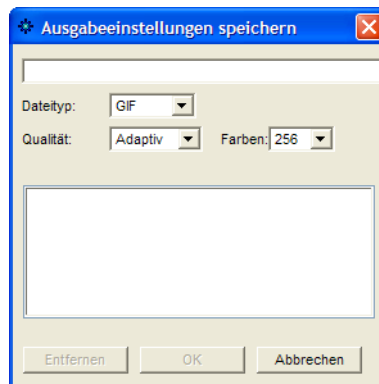 Ausgabeeinstellungen speichern
Dateityp: GIF
Qualität: Adaptiv Farben: 256
Entfernen OK Abbrechen